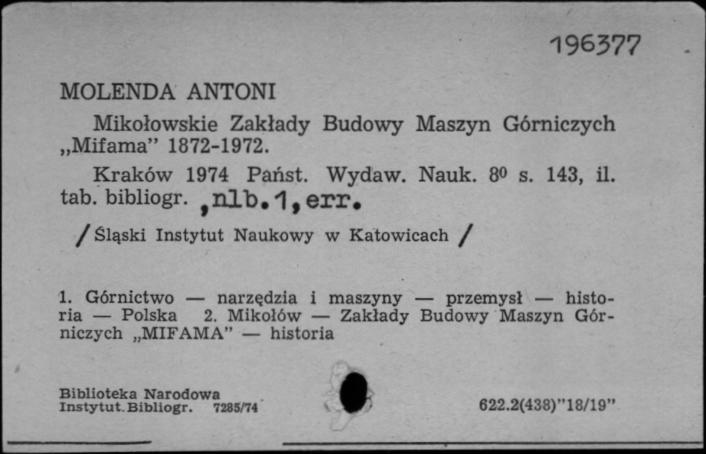 196377
MOLENDA ANTONI
Mikołowskie Zakłady Budowy Maszyn Górniczych
„Mifama” 1872-1972.
Kraków 1974 Państ. Wydaw. Nauk. 8⁰ s. 143, il.
tab. bibliogr. ,nlb.1,err.
/Śląski Instytut Naukowy w Katowicach /
1. Górnictwo — narzędzia i maszyny — przemysł — histo-
ria — Polska 2. Mikołów — Zakłady Budowy Maszyn Gór-
niczych „MIFAMA” — historia
Biblioteka Narodowa
Instytut Bibliogr. 7285/74
622.2(438)”18/19”